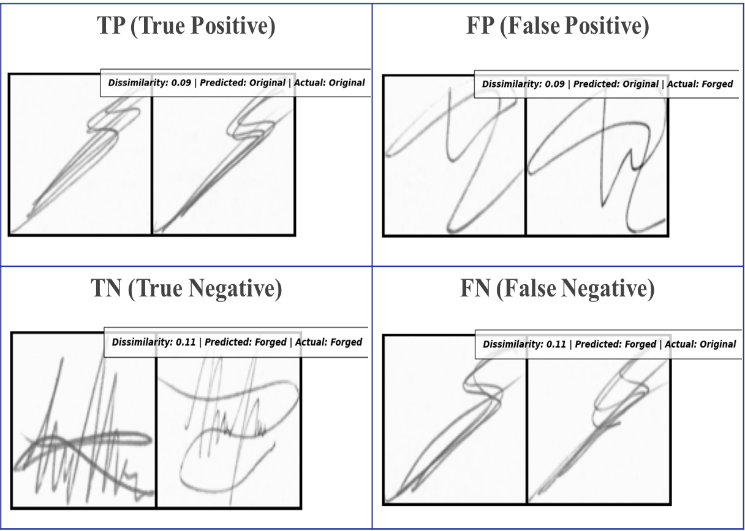 TP (True Positive)
Dissimilarity: 0.09 | Predicted: Original | Actual: Original
FP (False Positive)
Dissimilarity: 0.09 | Predicted: Original | Actual: Forged
TN (True Negative)
Dissimilarity: 0.11 | Predicted: Forged | Actual: Forged
FN (False Negative)
Dissimilarity: 0.11 | Predicted: Forged | Actual: Original